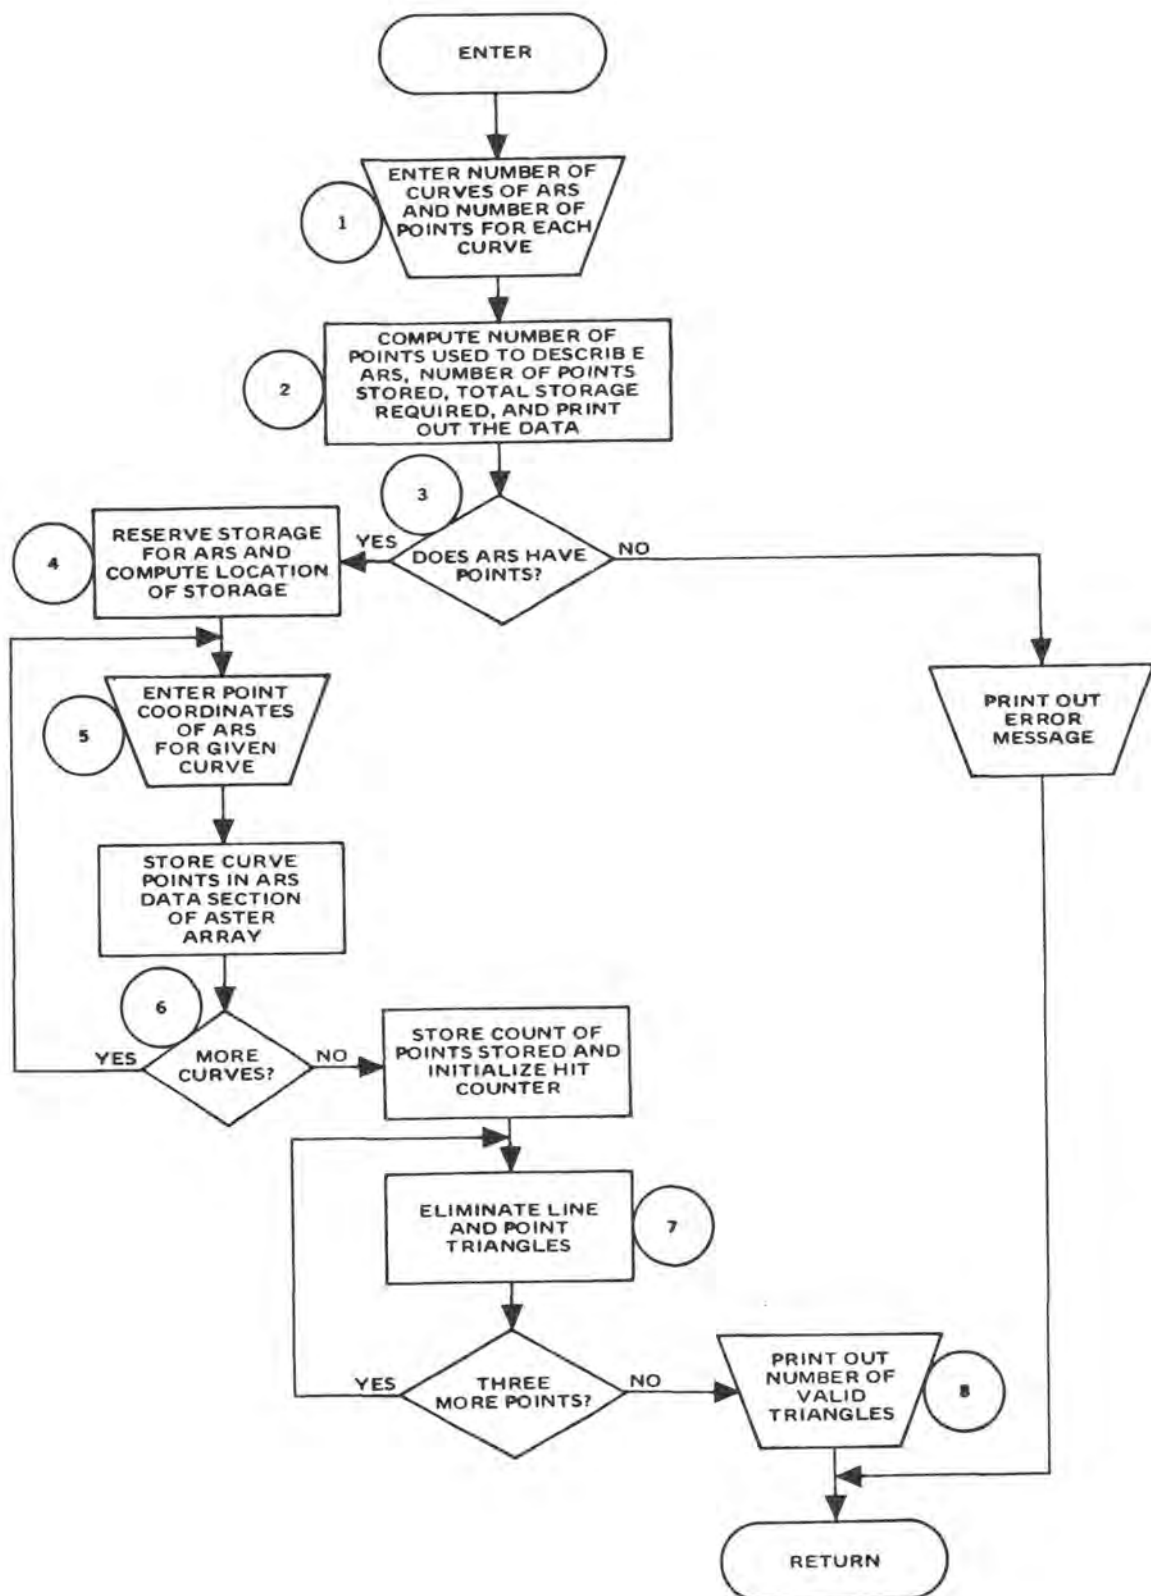 ENTER
ENTER NUMBER OF
CURVES OF ARS
AND NUMBER OF
POINTS FOR EACH
CURVE
1
COMPUTE NUMBER OF
POINTS USED TO DESCRIBE
ARS, NUMBER OF POINTS
STORED, TOTAL STORAGE
REQUIRED, AND PRINT
OUT THE DATA
2
3
DOES ARS HAVE
POINTS?
YES
NO
RESERVE STORAGE
FOR ARS AND
COMPUTE LOCATION
OF STORAGE
4
PRINT OUT
ERROR
MESSAGE
ENTER POINT
COORDINATES
OF ARS
FOR GIVEN
CURVE
5
STORE CURVE
POINTS IN ARS
DATA SECTION
OF ASTER
ARRAY
6
MORE
CURVES?
YES
NO
STORE COUNT OF
POINTS STORED AND
INITIALIZE HIT
COUNTER
ELIMINATE LINE
AND POINT
TRIANGLES
7
THREE
MORE POINTS?
YES
NO
PRINT OUT
NUMBER OF
VALID
TRIANGLES
8
RETURN